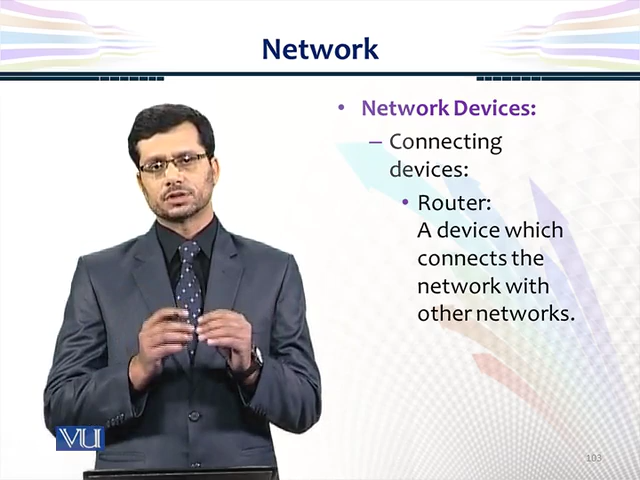 Network
• Network Devices:
– Connecting
devices:
• Router:
A device which
connects the
network with
other networks.
VU
103